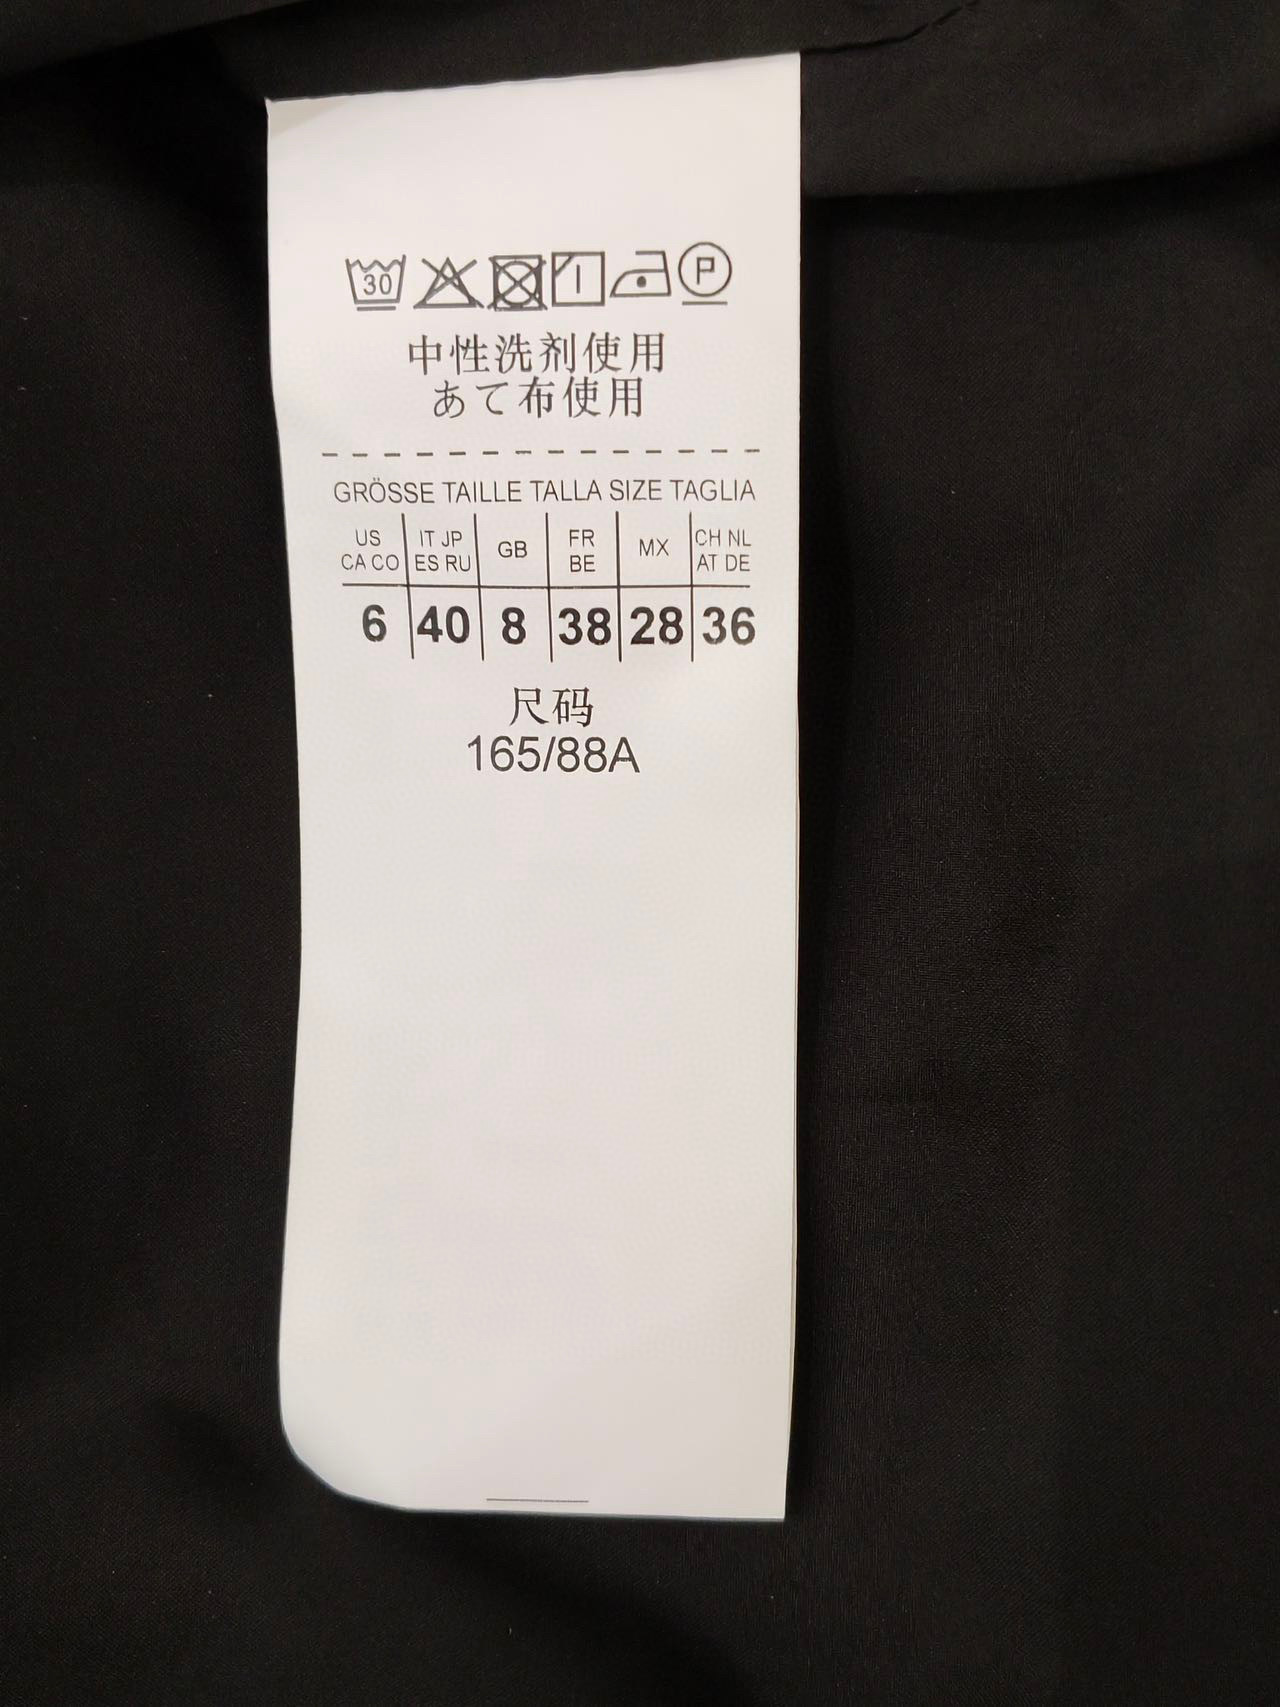 30 P
中性洗剤使用
あて布使用
GRÖSSE TAILLE TALLA SIZE TAGLIA
US IT JP GB FR MX CH NL
CA CO ES RU BE AT DE
6 40 8 38 28 36
尺码
165/88A